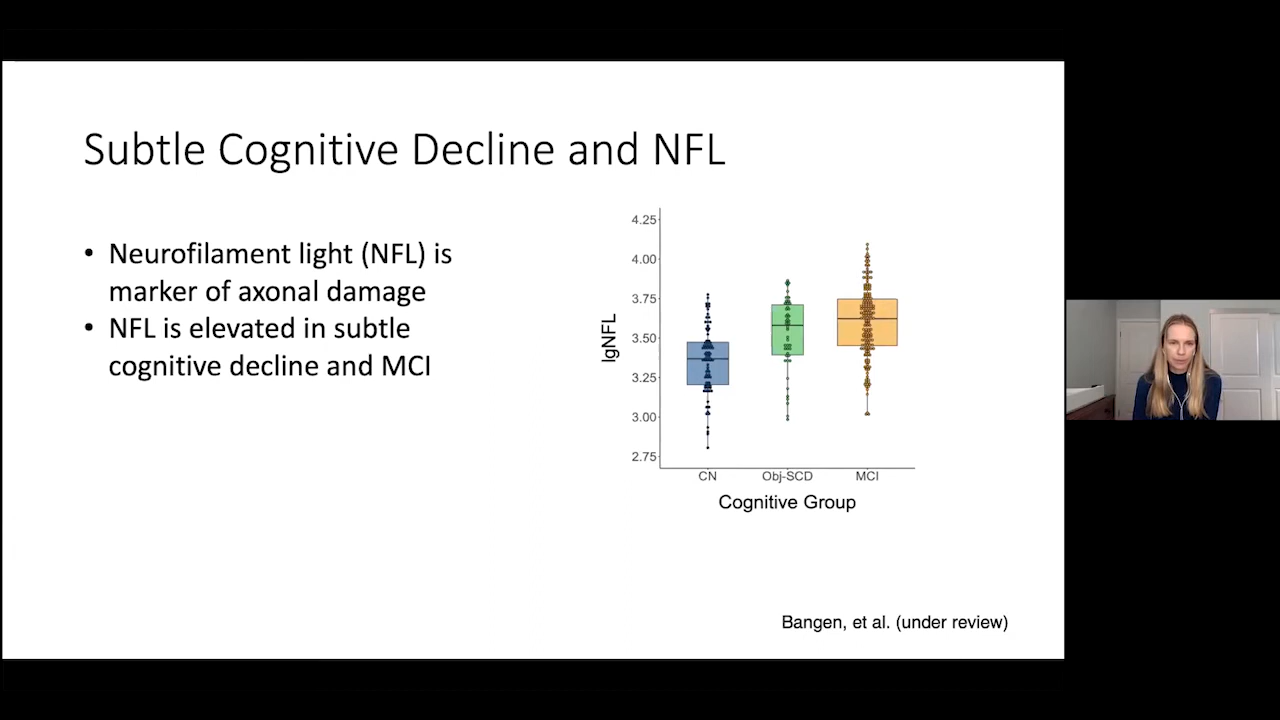 Subtle Cognitive Decline and NFL
• Neurofilament light (NFL) is
marker of axonal damage
• NFL is elevated in subtle
cognitive decline and MCI
4.25
4.00
3.75
3.50
3.25
3.00
2.75
lgNFL
CN
Obj-SCD
MCI
Cognitive Group
Bangen, et al. (under review)